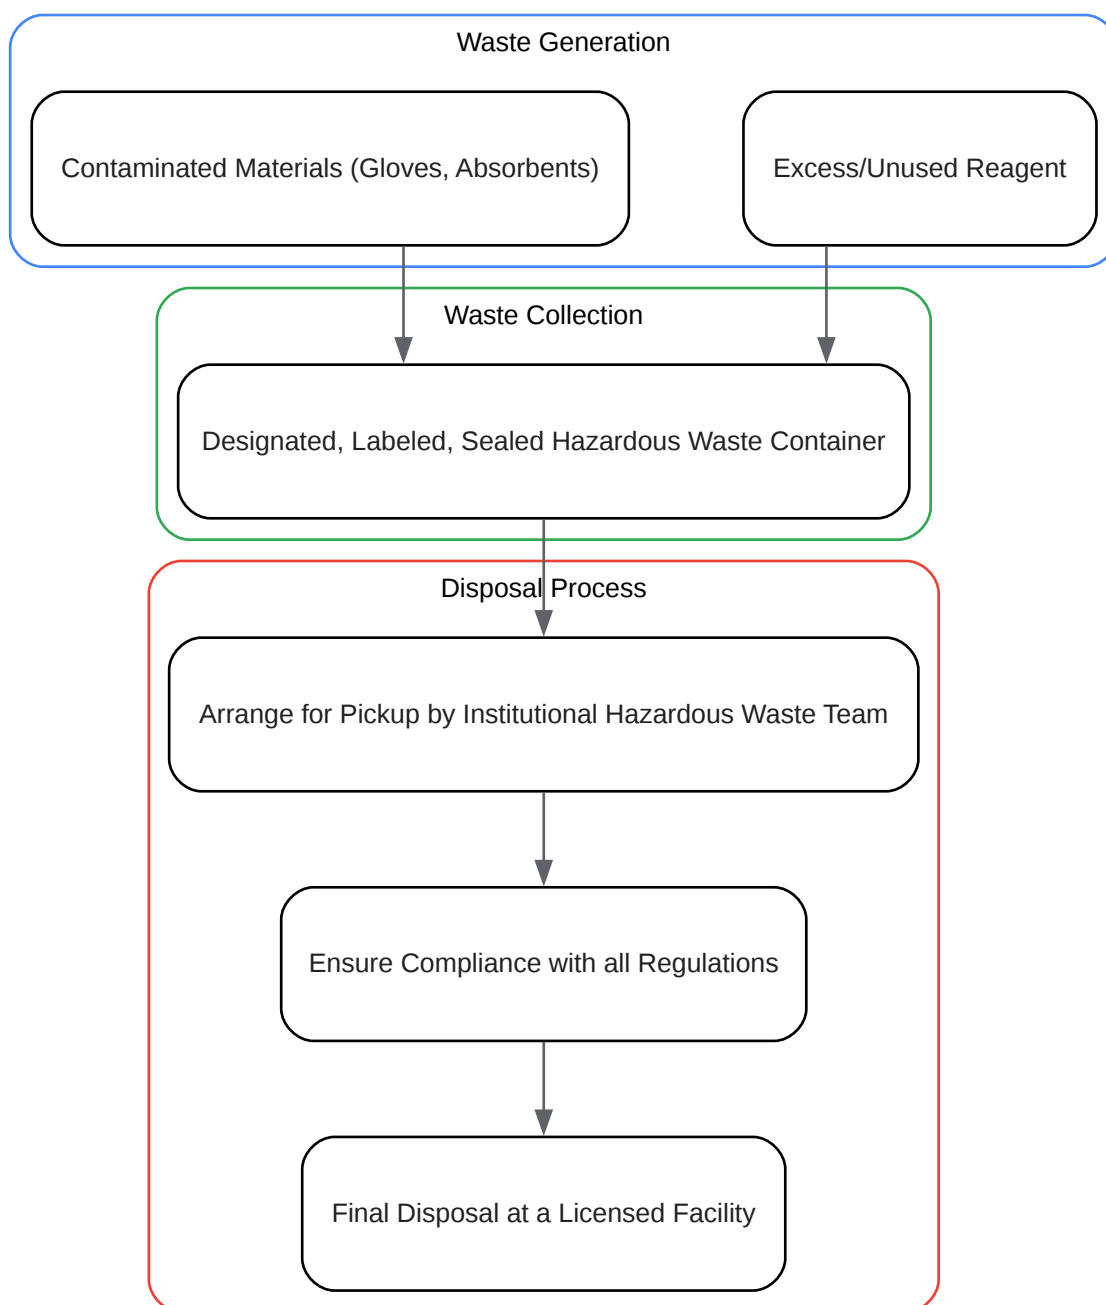 Waste Generation
Contaminated Materials (Gloves, Absorbents)
Excess/Unused Reagent
Waste Collection
Designated, Labeled, Sealed Hazardous Waste Container
Disposal Process
Arrange for Pickup by Institutional Hazardous Waste Team
Ensure Compliance with all Regulations
Final Disposal at a Licensed Facility